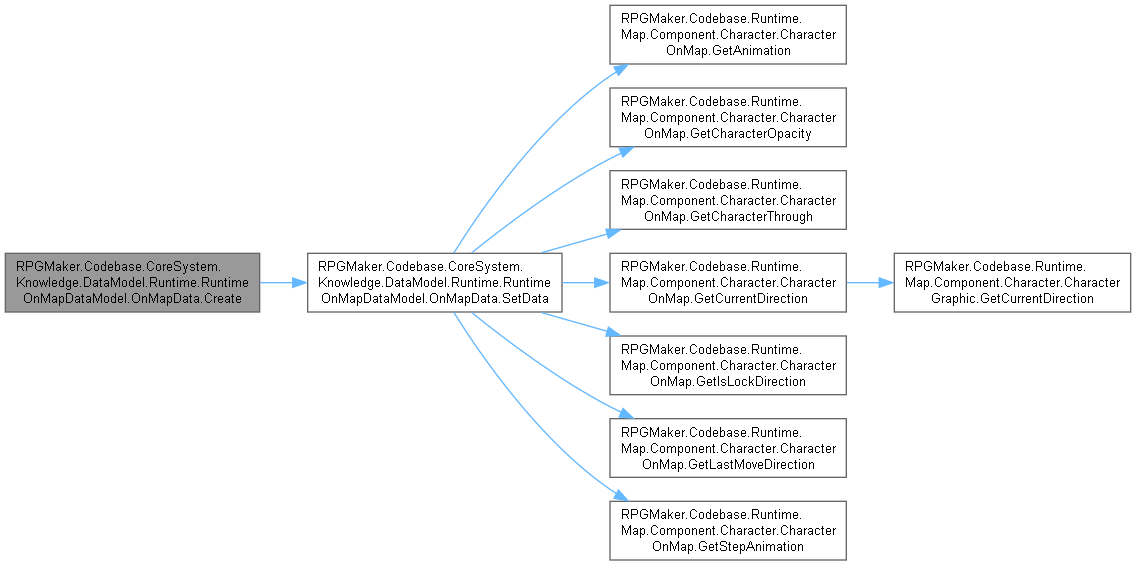 RPGMaker.Codebase.CoreSystem.
Knowledge.DataModel.Runtime.Runtime
OnMapDataModel.OnMapData.Create
RPGMaker.Codebase.CoreSystem.
Knowledge.DataModel.Runtime.Runtime
OnMapDataModel.OnMapData.SetData
RPGMaker.Codebase.Runtime.
Map.Component.Character.Character
OnMap.GetAnimation
RPGMaker.Codebase.Runtime.
Map.Component.Character.Character
OnMap.GetCharacterOpacity
RPGMaker.Codebase.Runtime.
Map.Component.Character.Character
OnMap.GetCharacterThrough
RPGMaker.Codebase.Runtime.
Map.Component.Character.Character
OnMap.GetCurrentDirection
RPGMaker.Codebase.Runtime.
Map.Component.Character.Character
Graphic.GetCurrentDirection
RPGMaker.Codebase.Runtime.
Map.Component.Character.Character
OnMap.GetIsLockDirection
RPGMaker.Codebase.Runtime.
Map.Component.Character.Character
OnMap.GetLastMoveDirection
RPGMaker.Codebase.Runtime.
Map.Component.Character.Character
OnMap.GetStepAnimation